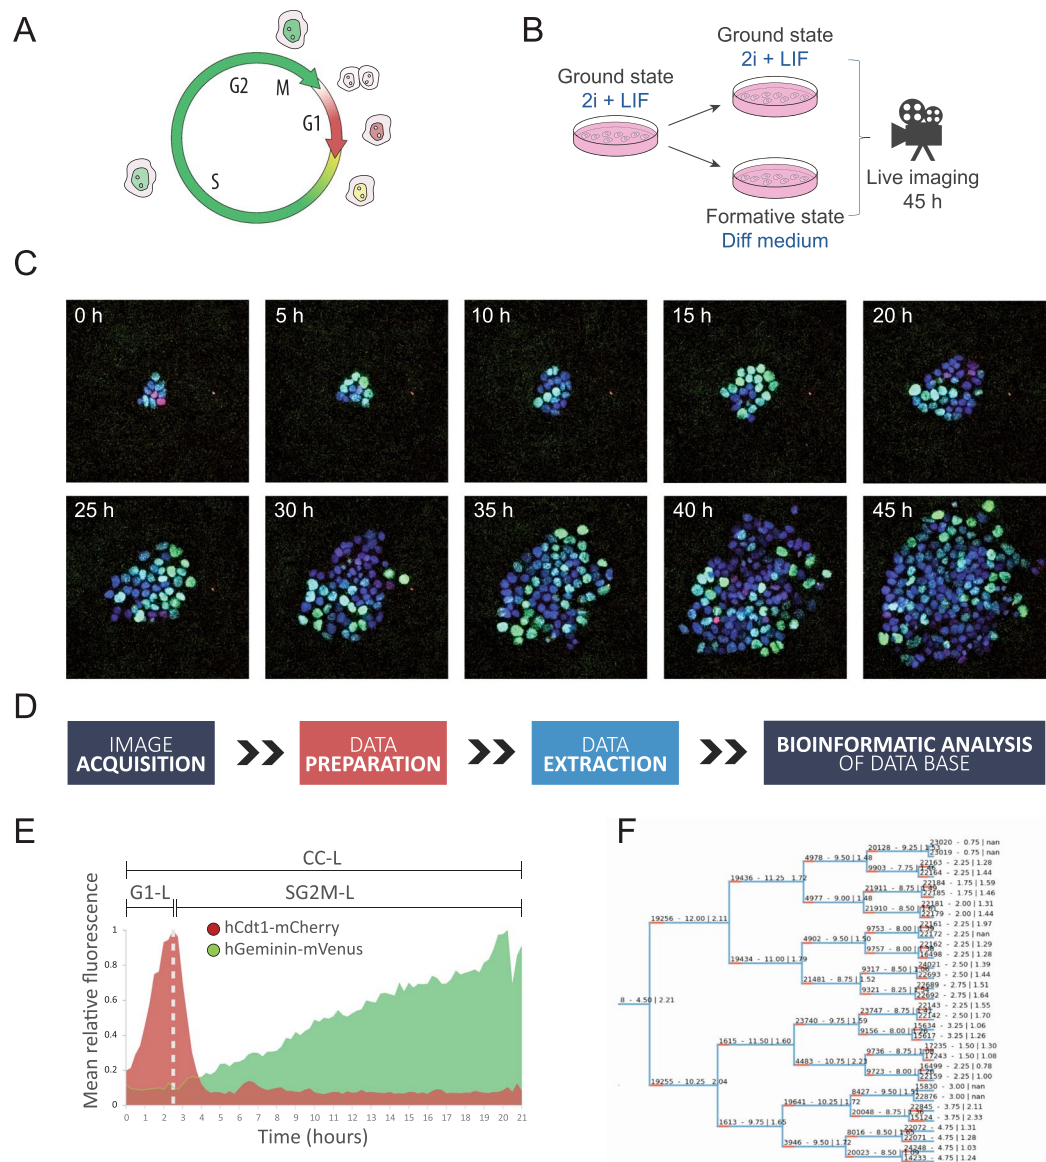 A
G2
M
G1
S
B
Ground state
2i + LIF
Ground state
2i + LIF
Formative state
Diff medium
Live imaging
45 h
C
0 h
5 h
10 h
15 h
20 h
25 h
30 h
35 h
40 h
45 h
D
IMAGE
ACQUISITION
DATA
PREPARATION
DATA
EXTRACTION
BIOINFORMATIC ANALYSIS
OF DATA BASE
E
CC-L
G1-L
SG2M-L
hCdt1-mCherry
hGeminin-mVenus
Mean relative fluorescence
1
0.8
0.6
0.4
0.2
0
0 1 2 3 4 5 6 7 8 9 10 11 12 13 14 15 16 17 18 19 20 21
Time (hours)
F
8 - 4.50 | 2.21
19256 - 12.00 | 2.11
19255 - 10.25 2.04
19436 - 11.25 1.72
19434 - 11.00 | 1.79
1615 - 11.50 | 1.60
1613 - 9.75 | 1.65
4978 - 9.50 | 1.48
4977 - 9.00 | 1.48
4902 - 9.50 | 1.50
21481 - 8.75 | 1.52
23740 - 9.75 | 1.59
4483 - 10.75 | 2.23
19641 - 10.25 | 1.72
3946 - 9.50 | 1.72
20128 - 9.25 |
9903 - 7.75 |
21911 - 8.75 |
21910 - 8.50 |
9753 - 8.00 |
9757 - 8.00 |
9317 - 8.50 |
9321 - 8.25 |
23747 - 8.75 |
9156 - 8.00 |
9736 - 8.75 |
9723 - 8.00 |
8427 - 9.50 |
20048 - 8.75 |
8016 - 8.50 |
20023 - 8.50 |
23020 - 0.75 | nan
23019 - 0.75 | nan
22163 - 2.25 | 1.28
22164 - 2.25 | 1.44
22184 - 1.75 | 1.59
22185 - 1.75 | 1.46
22181 - 2.00 | 1.31
22179 - 2.00 | 1.44
22161 - 2.25 | 1.97
22172 - 2.25 | nan
22162 - 2.25 | 1.29
16498 - 2.25 | 1.28
24021 - 2.50 | 1.39
22693 - 2.50 | 1.44
22689 - 2.75 | 1.51
22692 - 2.75 | 1.64
22143 - 2.25 | 1.55
22142 - 2.50 | 1.70
15634 - 3.25 | 1.06
15617 - 3.25 | 1.26
17235 - 1.50 | 1.30
17243 - 1.50 | 1.08
16499 - 2.25 | 0.78
22159 - 2.25 | 1.00
15830 - 3.00 | nan
22876 - 3.00 | nan
22845 - 3.75 | 2.11
15124 - 3.75 | 2.33
22072 - 4.75 | 1.31
22071 - 4.75 | 1.28
24248 - 4.75 | 1.03
14233 - 4.75 | 1.24